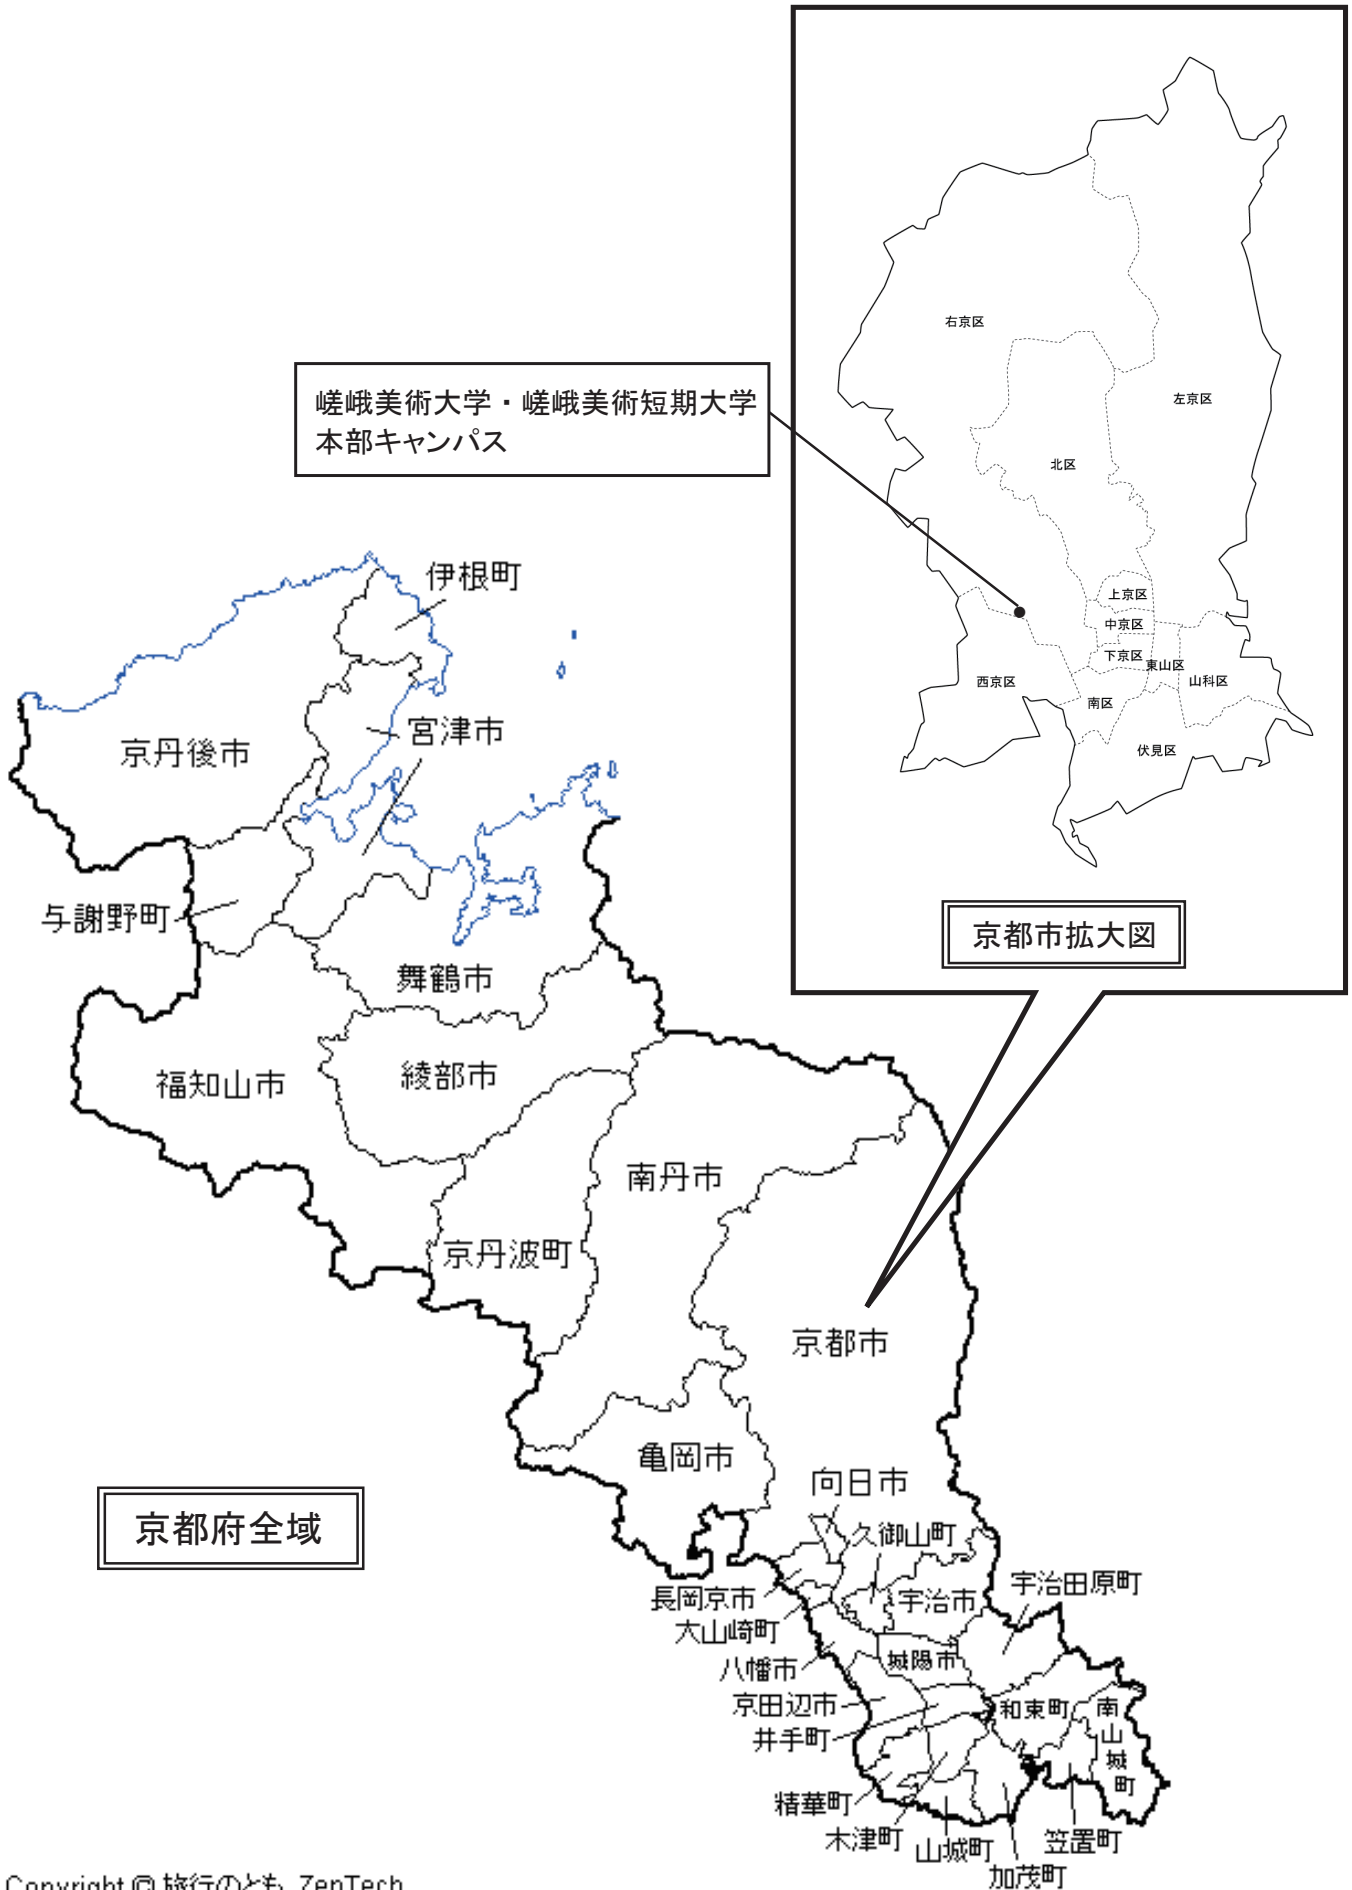 右京区
左京区
嵯峨美術大学・嵯峨美術短期大学
本部キャンパス
北区
上京区
中京区
下京区
東山区
西京区
山科区
南区
伏見区
京都市拡大図
伊根町
宮津市
京丹後市
与謝野町
舞鶴市
綾部市
福知山市
南丹市
京丹波町
京都市
亀岡市
向日市
京都府全域
久御山町
宇治田原町
長岡京市
宇治市
大山崎町
城陽市
八幡市
京田辺市
和束町
南山城町
井手町
精華町
木津町
山城町
笠置町
加茂町
Copyright © 旅行のとも、ZenTech